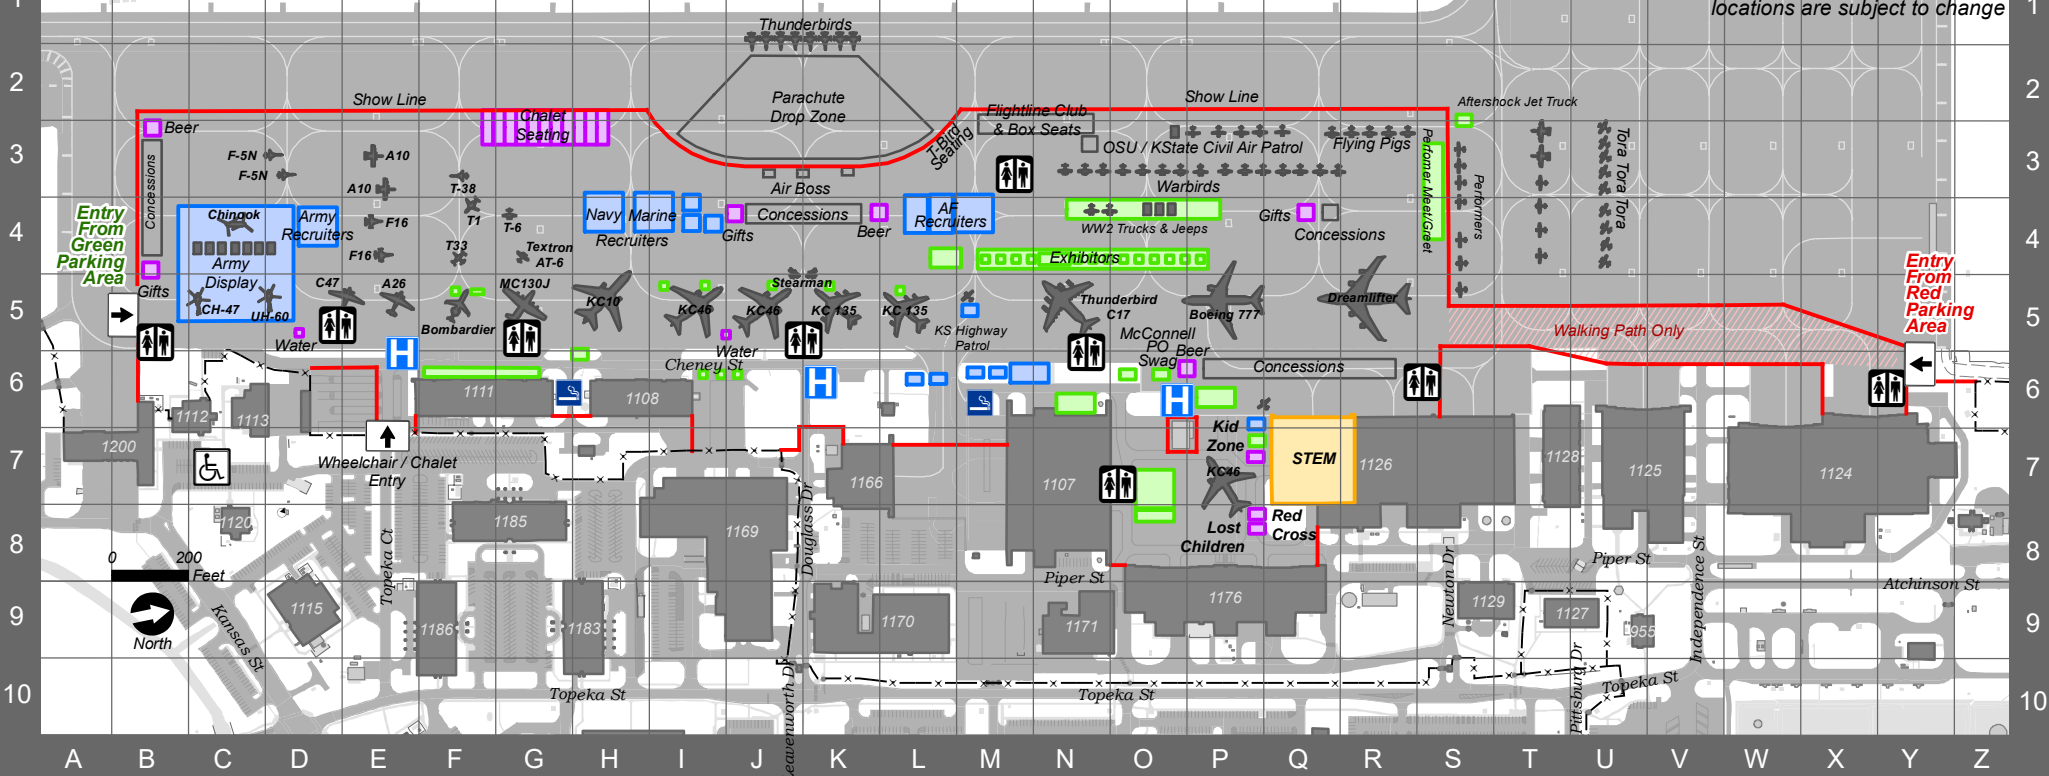 1
locations are subject to change
1
Thunderbirds
2
Show Line
Parachute
Drop Zone
Show Line
2
Chalet
Seating
Flightline Club
& Box Seats
Aftershock Jet Truck
Beer
T-Bird
Seating
3
Concessions
F-5N
A10
F-5N
A10
T-38
T1
Air Boss
OSU / KState Civil Air Patrol
Flying Pigs
Warbirds
Performer Meet/Greet
Performers
Tora Tora Tora
3
Entry
From
Green
Parking
Area
4
Chinook
Army
Display
Army
Recruiters
F16
F16
T-6
T33
Textron
AT-6
Navy
Marine
Recruiters
Gifts
Concessions
Beer
AF
Recruiters
WW2 Trucks & Jeeps
Gifts
Concessions
Exhibitors
4
Entry
From
Red
Parking
Area
Gifts
5
CH-47
UH-60
C47
A26
MC130J
Bombardier
KC10
KC46
KC46
Stearman
KC 135
KC 135
KS Highway
Patrol
Thunderbird
C17
Boeing 777
Dreamlifter
Walking Path Only
5
Water
H
Water
Cheney St
McConnell
PO
Swag
Beer
Concessions
6
1112
1113
1111
1108
H
H
6
1200
7
Wheelchair / Chalet
Entry
1166
1107
Kid
Zone
KC46
STEM
1126
1128
1125
1124
7
1120
1185
1169
Douglass Dr
Lost
Children
Red
Cross
8
0
200
Feet
Topeka Ct
Piper St
Newton Dr
Piper St
Independence St
Atchinson St
8
9
North
Kansas St
1115
1186
1183
1170
1171
1176
1129
1127
955
9
10
Topeka St
Leavenworth Dr
Topeka St
Pittsburg Dr
Topeka St
10
A B C D E F G H I J K L M N O P Q R S T U V W X Y Z